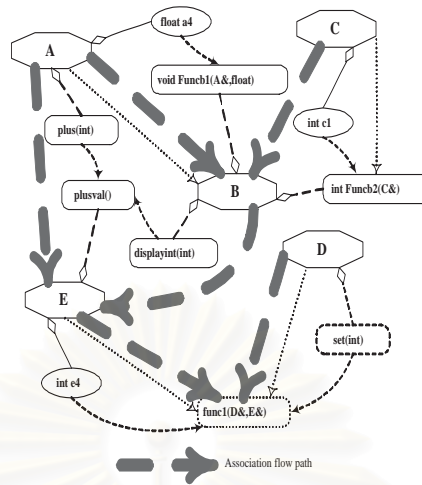 float a4
C
A
void Funcb1(A&,float)
int c1
plus(int)
plusval()
B
int Funcb2(C&)
displayint(int)
D
E
set(int)
int e4
func1(D&,E&)
Association flow path